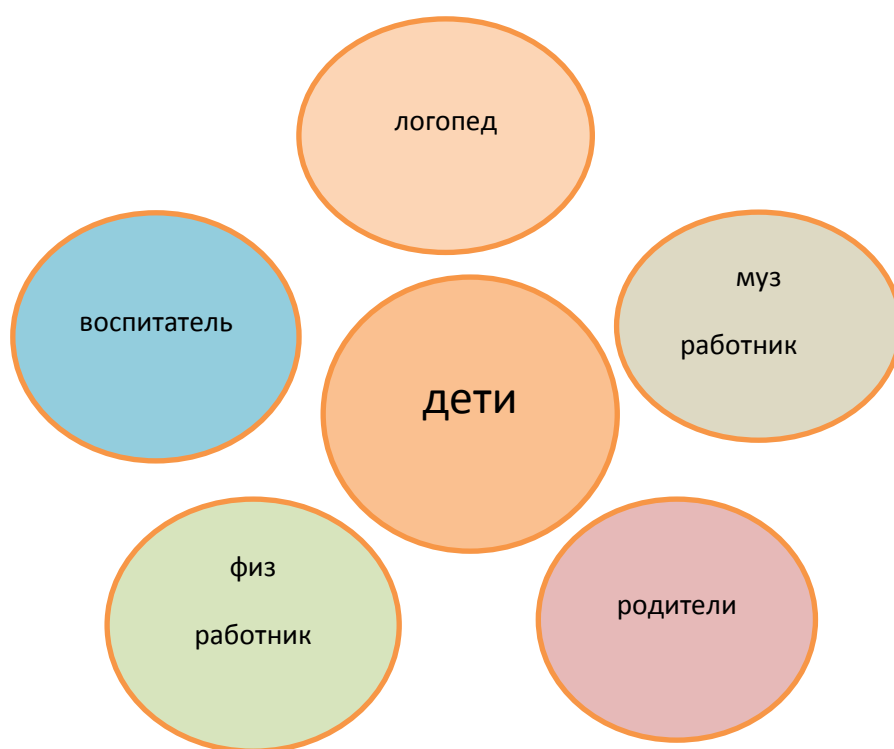 логопед
воспитатель
муз
работник
дети
физ
работник
родители